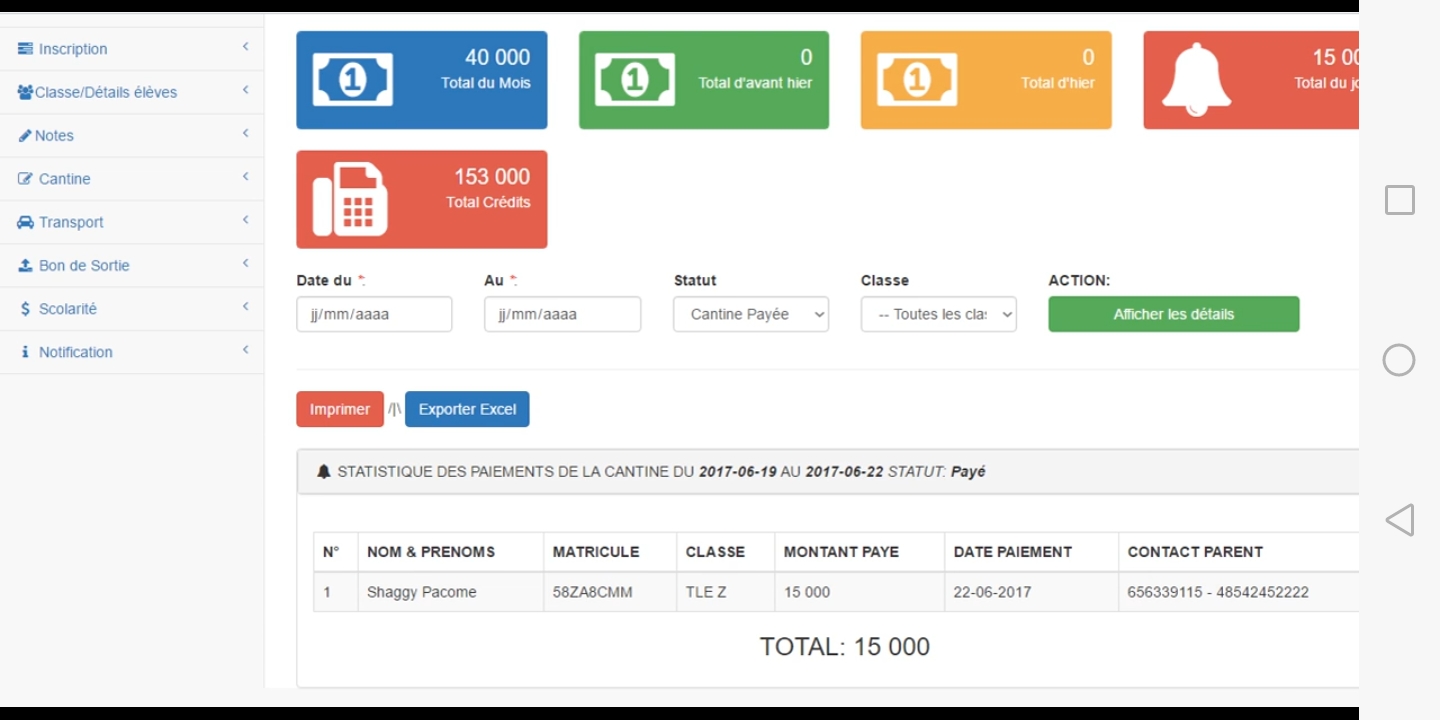 Inscription
Classe/Détails élèves
Notes
Cantine
Transport
Bon de Sortie
Scolarité
Notification
40 000
Total du Mois
0
Total d'avant hier
0
Total d'hier
15 00
Total du jo
153 000
Total Crédits
Date du *: Au *: Statut Classe ACTION:
jj/mm/aaaa jj/mm/aaaa Cantine Payée -- Toutes les clas Afficher les détails
Imprimer /|\ Exporter Excel
STATISTIQUE DES PAIEMENTS DE LA CANTINE DU 2017-06-19 AU 2017-06-22 STATUT: Payé
N° NOM & PRENOMS MATRICULE CLASSE MONTANT PAYE DATE PAIEMENT CONTACT PARENT
1 Shaggy Pacome 58ZA8CMM TLE Z 15 000 22-06-2017 656339115 - 48542452222
TOTAL: 15 000